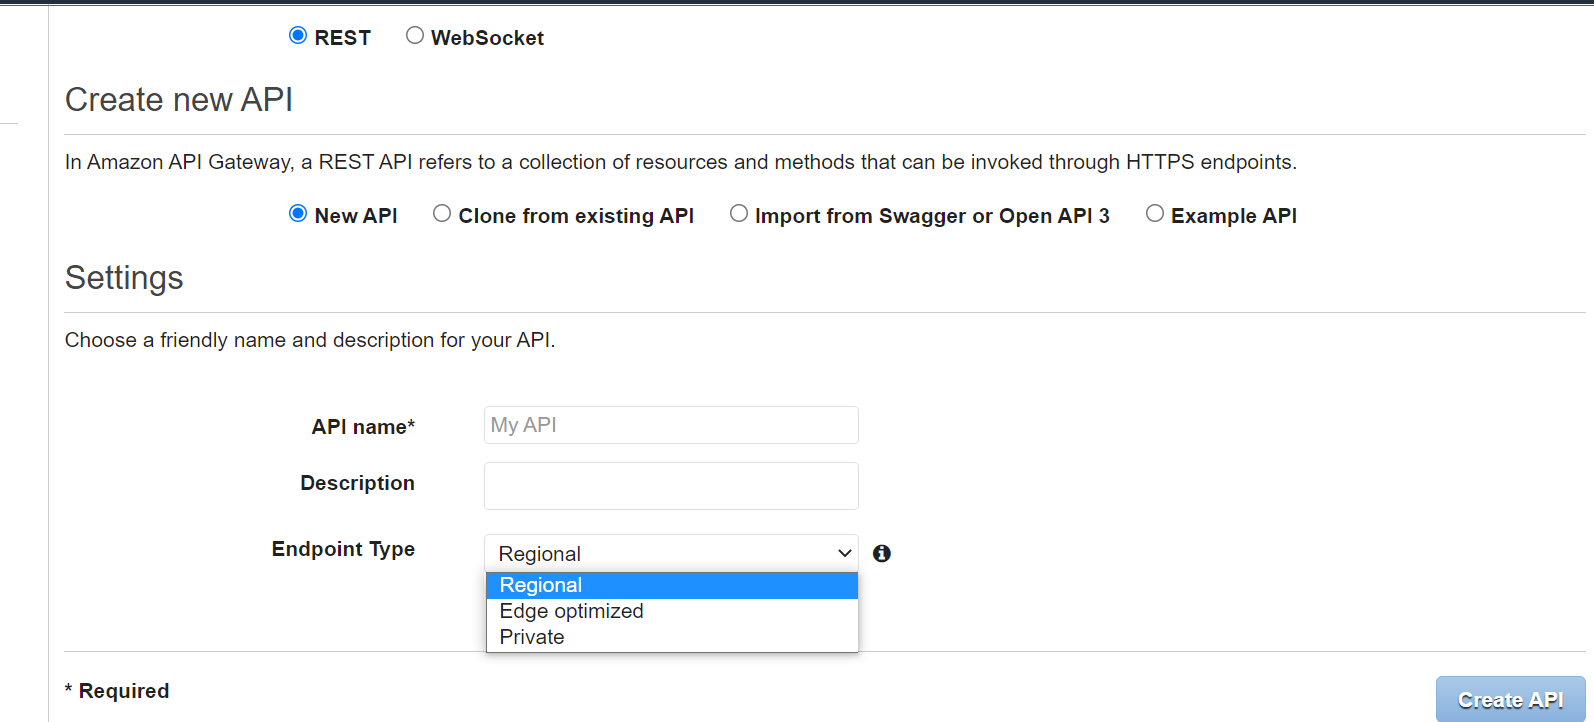 REST WebSocket
Create new API
In Amazon API Gateway, a REST API refers to a collection of resources and methods that can be invoked through HTTPS endpoints.
New API Clone from existing API Import from Swagger or Open API 3 Example API
Settings
Choose a friendly name and description for your API.
API name* My API
Description
Endpoint Type Regional
Regional
Edge optimized
Private
* Required Create API